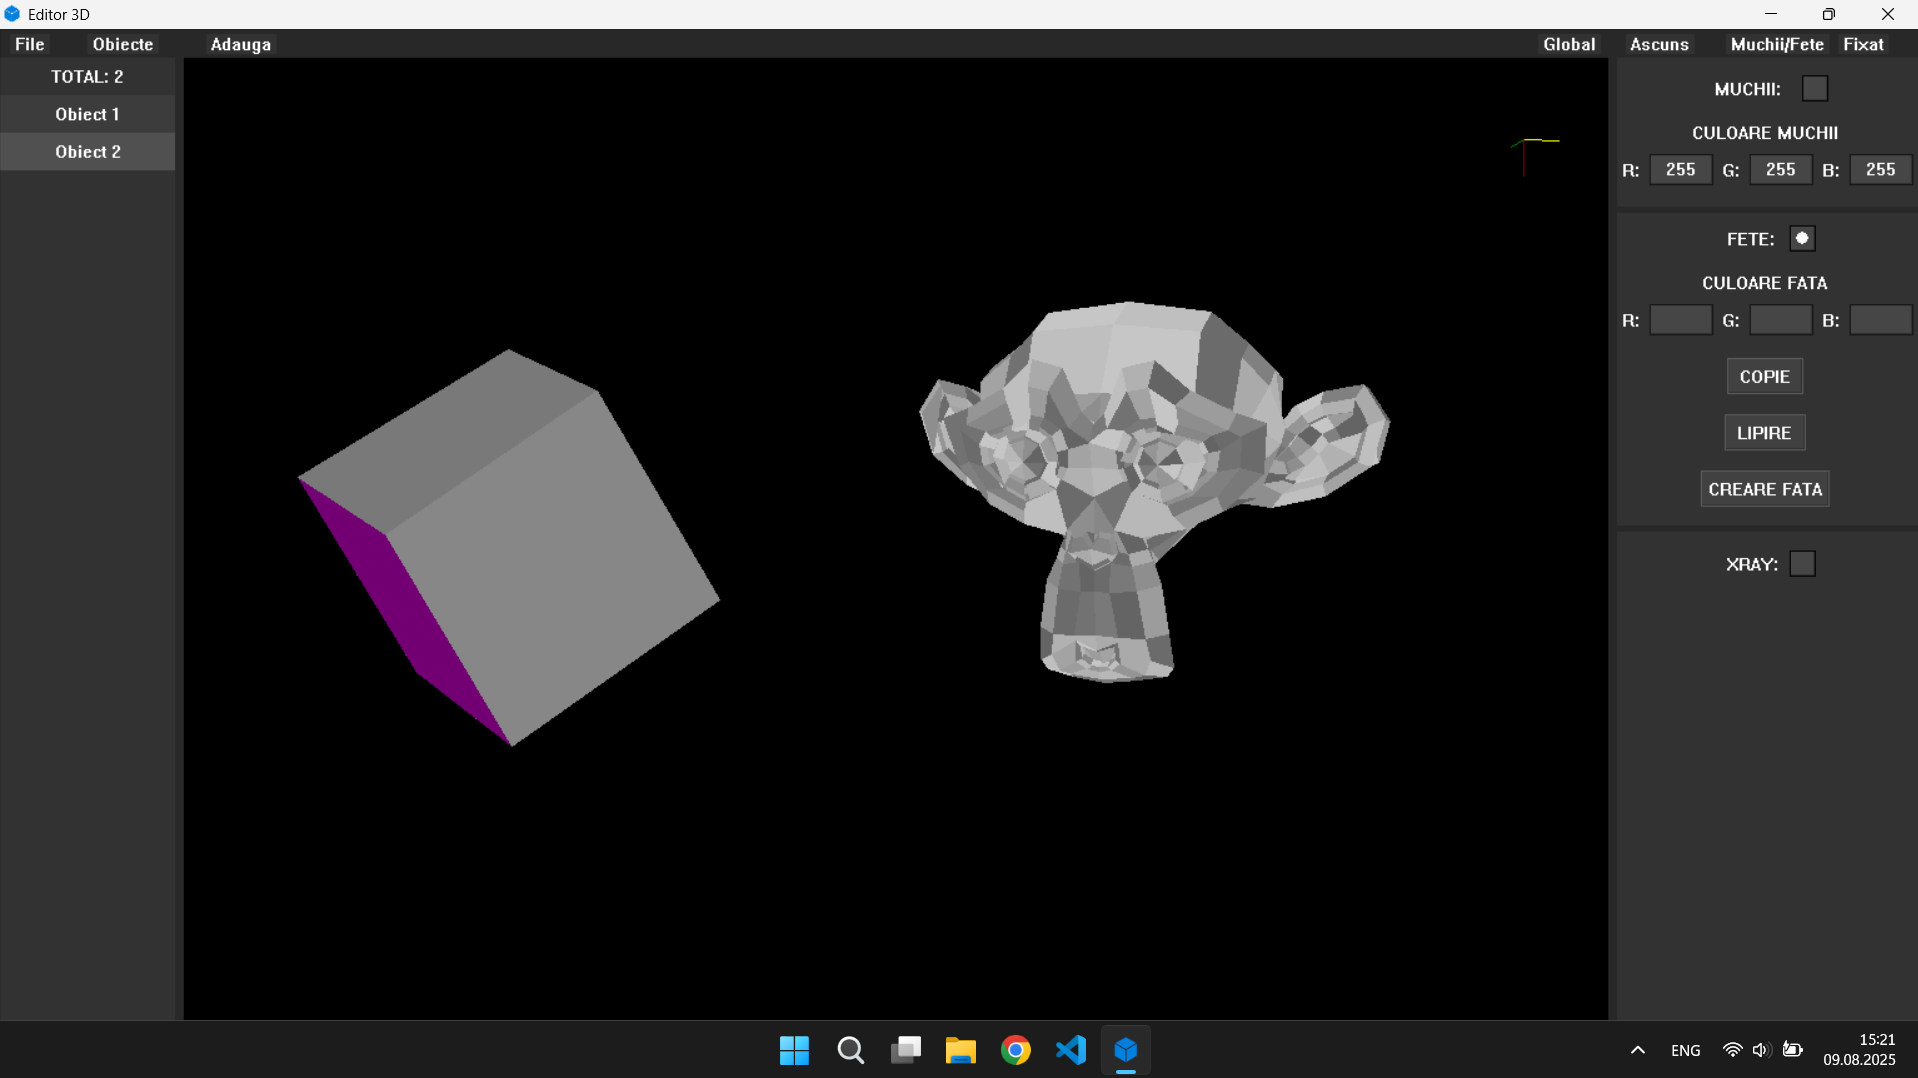 Editor 3D
File Obiecte Adauga Global Ascuns Muchii/Fete Fixat
TOTAL: 2
Obiect 1
Obiect 2
MUCHII:
CULOARE MUCHII
R: 255 G: 255 B: 255
FETE:
CULOARE FATA
R: G: B:
COPIE
LIPIRE
CREARE FATA
XRAY:
ENG
15:21
09.08.2025